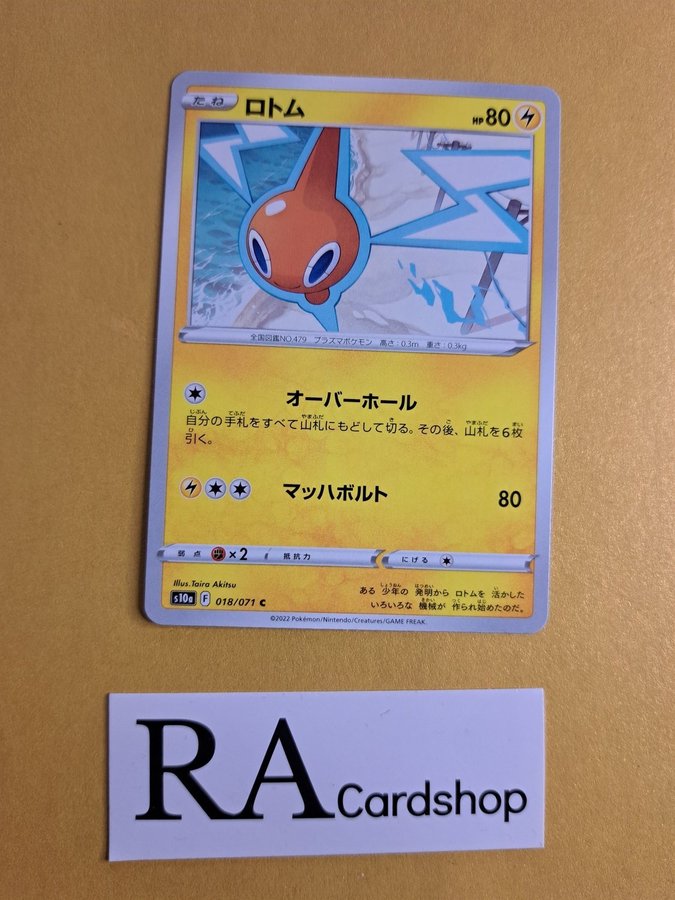 たね ロトム HP80
全国図鑑NO.479 プラズマポケモン 高さ:0.3m 重さ:0.3kg
オーバーホール
自分の手札をすべて山札にもどして切る。その後、山札を6枚
引く。
マッハボルト 80
弱点 ×2 抵抗力 にげる
Illus.Taira Akitsu
s10a F 018/071 C
ある 少年の 発明から ロトムを 活かした
いろいろな 機械が 作られ始めたのだ。
©2022 Pokémon/Nintendo/Creatures/GAME FREAK.
RA Cardshop